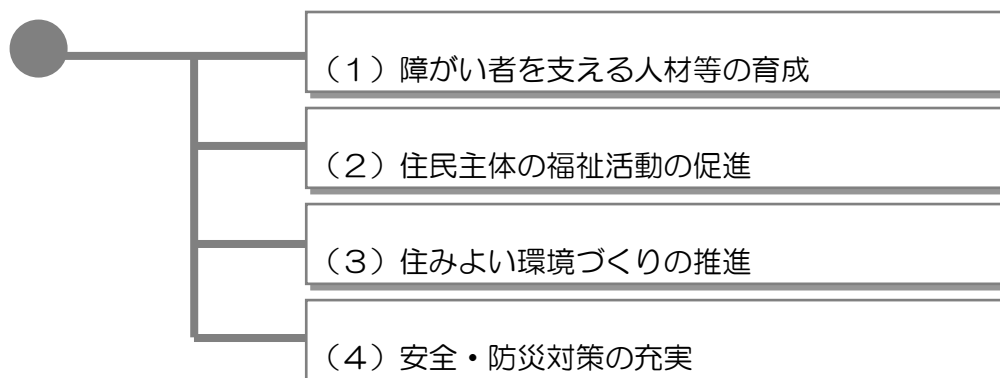 （１）障がい者を支える人材等の育成
（２）住民主体の福祉活動の促進
（３）住みよい環境づくりの推進
（４）安全・防災対策の充実